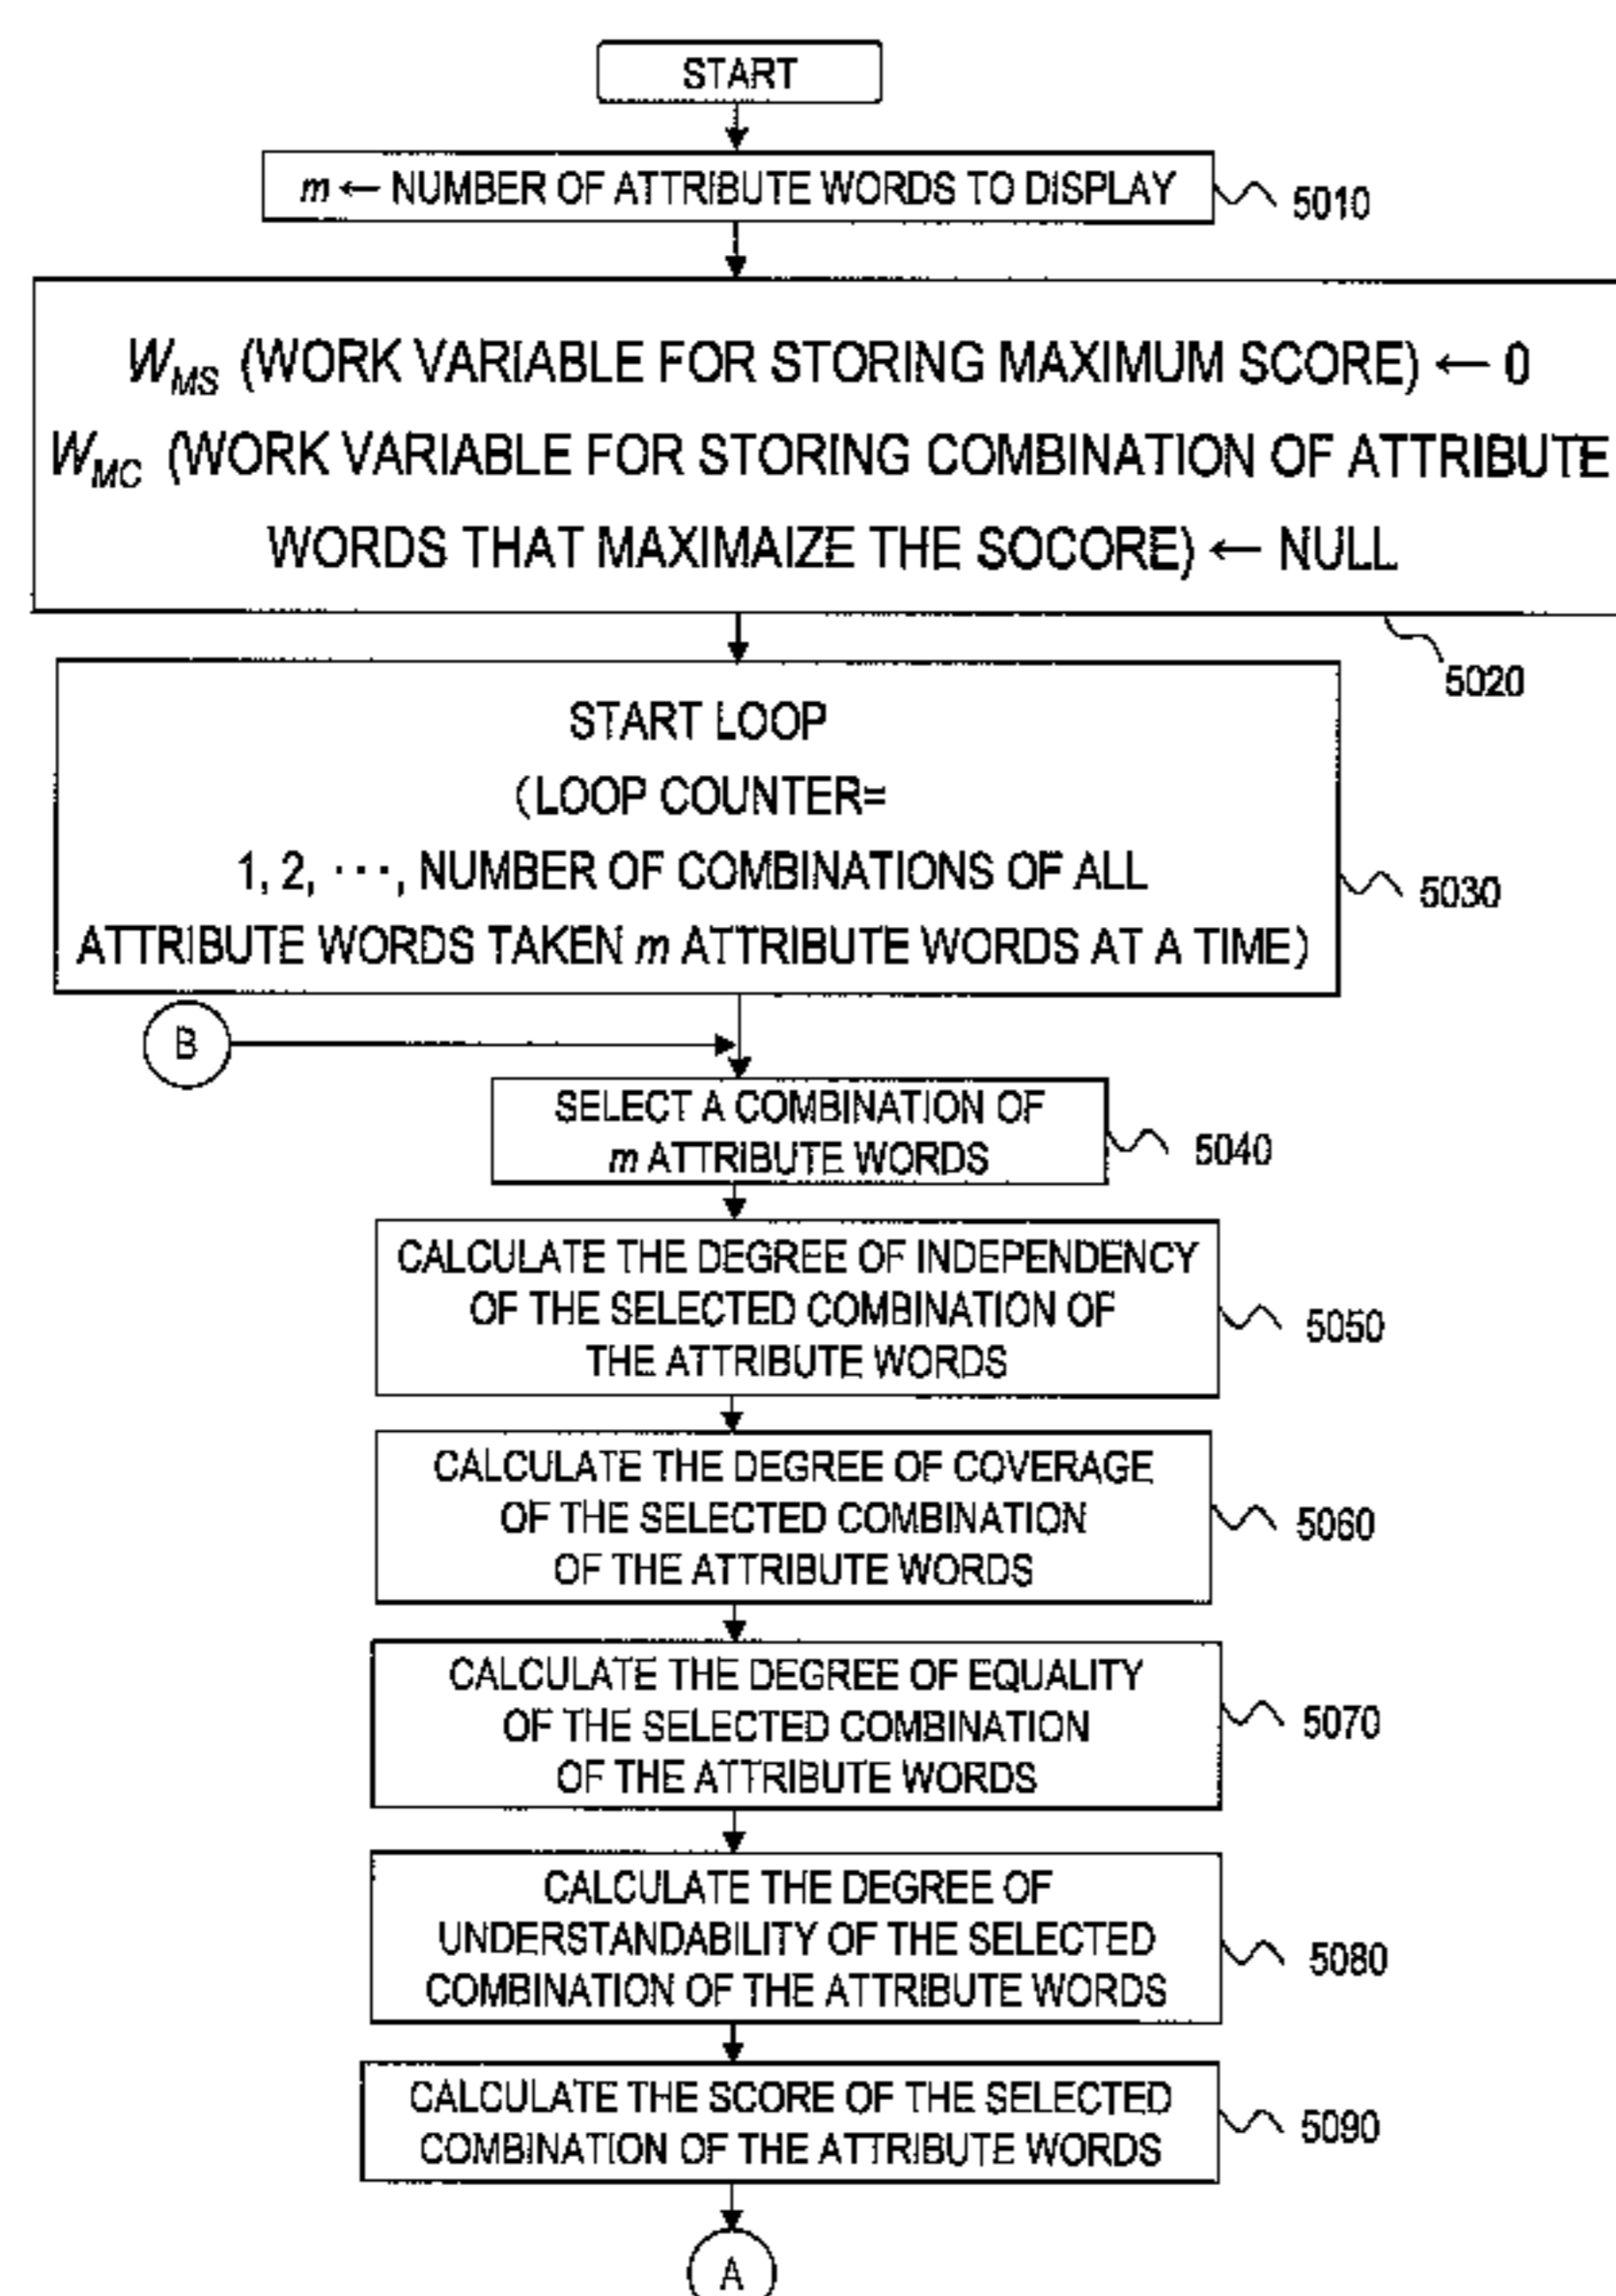 START
m ← NUMBER OF ATTRIBUTE WORDS TO DISPLAY
5010
W_MS (WORK VARIABLE FOR STORING MAXIMUM SCORE) ← 0
W_MC (WORK VARIABLE FOR STORING COMBINATION OF ATTRIBUTE
WORDS THAT MAXIMAIZE THE SOCORE) ← NULL
5020
START LOOP
(LOOP COUNTER=
1, 2, ···, NUMBER OF COMBINATIONS OF ALL
ATTRIBUTE WORDS TAKEN m ATTRIBUTE WORDS AT A TIME)
5030
B
SELECT A COMBINATION OF
m ATTRIBUTE WORDS
5040
CALCULATE THE DEGREE OF INDEPENDENCY
OF THE SELECTED COMBINATION OF
THE ATTRIBUTE WORDS
5050
CALCULATE THE DEGREE OF COVERAGE
OF THE SELECTED COMBINATION
OF THE ATTRIBUTE WORDS
5060
CALCULATE THE DEGREE OF EQUALITY
OF THE SELECTED COMBINATION
OF THE ATTRIBUTE WORDS
5070
CALCULATE THE DEGREE OF
UNDERSTANDABILITY OF THE SELECTED
COMBINATION OF THE ATTRIBUTE WORDS
5080
CALCULATE THE SCORE OF THE SELECTED
COMBINATION OF THE ATTRIBUTE WORDS
5090
A